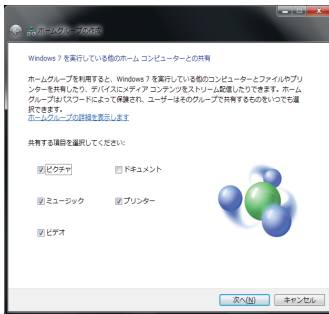 ホームグループの作成
Windows 7 を実行している他のホーム コンピューターとの共有
ホームグループを利用すると、Windows 7 を実行している他のコンピューターとファイルやプリ
ンターを共有したり、デバイスにメディア コンテンツをストリーム配信したりできます。ホーム
グループはパスワードによって保護され、ユーザーはそのグループで共有するものをいつでも選
択できます。
ホームグループの詳細を表示します
共有する項目を選択してください:
ピクチャ
ドキュメント
ミュージック
プリンター
ビデオ
次へ(N)
キャンセル